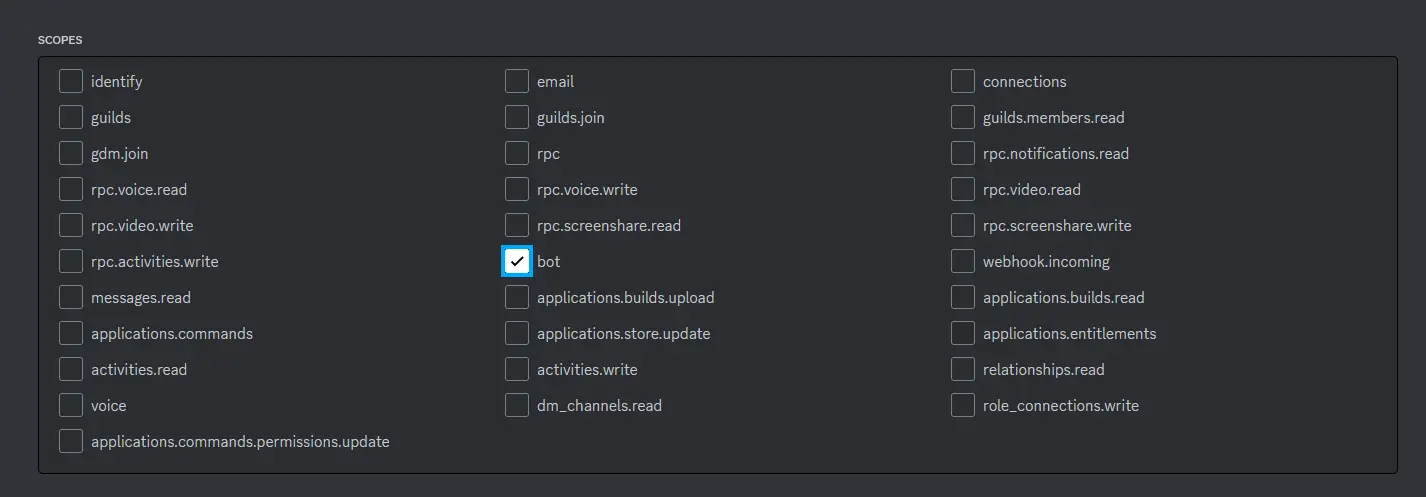 SCOPES
identify email connections
guilds guilds.join guilds.members.read
gdm.join rpc rpc.notifications.read
rpc.voice.read rpc.voice.write rpc.video.read
rpc.video.write rpc.screenshare.read rpc.screenshare.write
rpc.activities.write bot webhook.incoming
messages.read applications.builds.upload applications.builds.read
applications.commands applications.store.update applications.entitlements
activities.read activities.write relationships.read
voice dm_channels.read role_connections.write
applications.commands.permissions.update